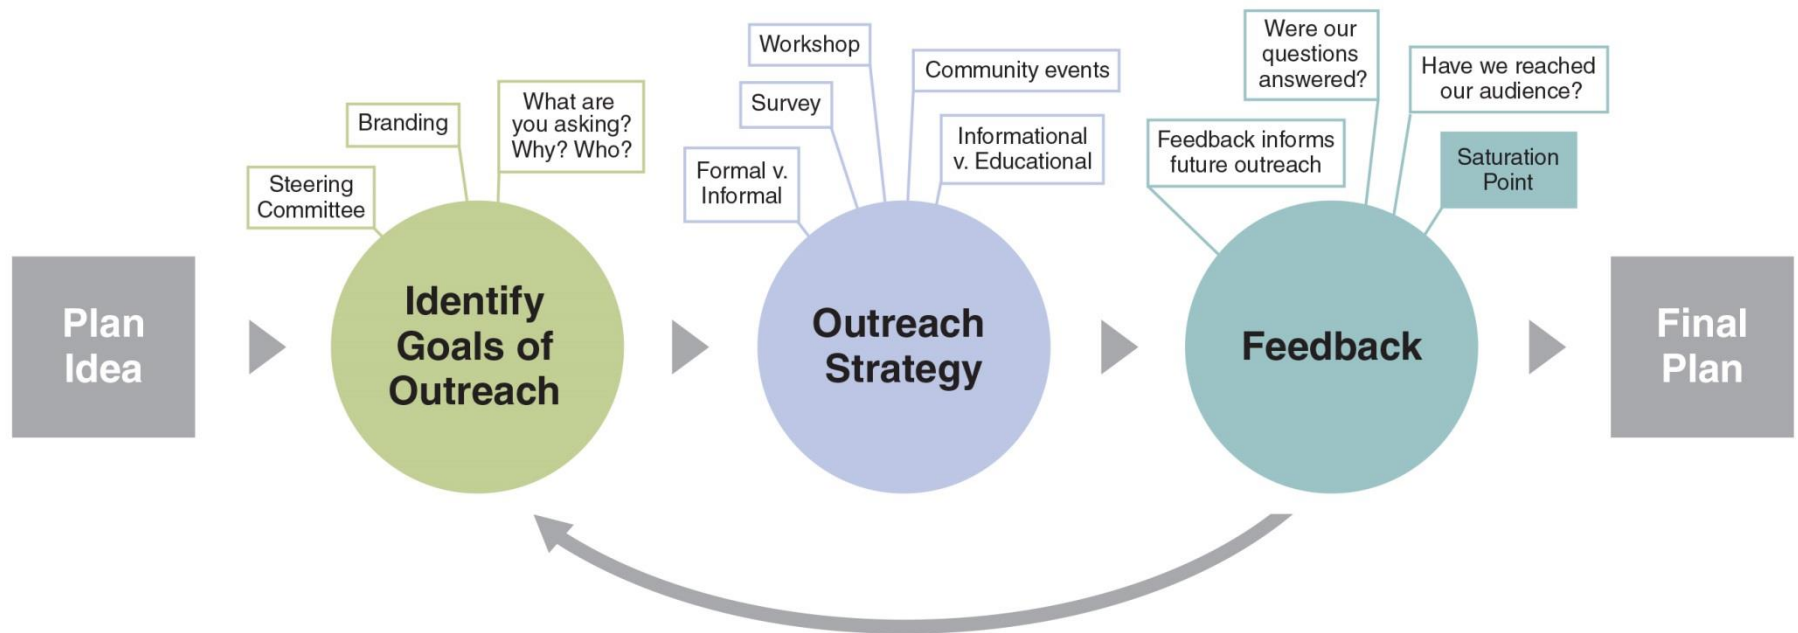 Plan
Idea
Steering
Committee
Branding
What are
you asking?
Why? Who?
Identify
Goals of
Outreach
Formal v.
Informal
Survey
Workshop
Community events
Informational
v. Educational
Outreach
Strategy
Feedback informs
future outreach
Were our
questions
answered?
Have we reached
our audience?
Saturation
Point
Feedback
Final
Plan